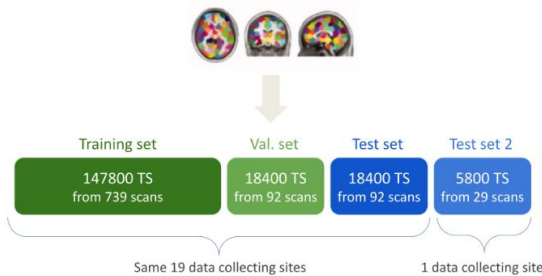 Training set
Val. set
Test set
Test set 2
147800 TS
from 739 scans
18400 TS
from 92 scans
18400 TS
from 92 scans
5800 TS
from 29 scans
Same 19 data collecting sites
1 data collecting site